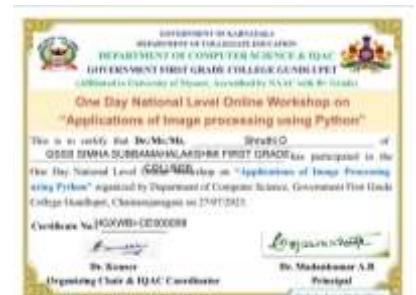 GOVERNMENT OF KARNATAKA
DEPARTMENT OF COLLEGIATE EDUCATION
DEPARTMENT OF COMPUTER SCIENCE & IQAC
GOVERNMENT FIRST GRADE COLLEGE GUNDLUPET
(Affiliated to University of Mysore, Accredited by NAAC with B+ Grade)
One Day National Level Online Workshop on
"Applications of Image processing using Python"
This is to certify that Dr./Mr./Ms. Shruthi D of
GSSS SIMHA SUBBAMAHALAKSHMI FIRST GRADE has participated in the
COLLEGE
One Day National Level Online Workshop on "Applications of Image Processing
using Python" organized by Department of Computer Science, Government First Grade
College Gundlupet, Chamarajanagara on 27/07/2023.
Certificate No.
Dr. Madankumar A.R
Organizing Chair & IQAC Coordinator
Principal